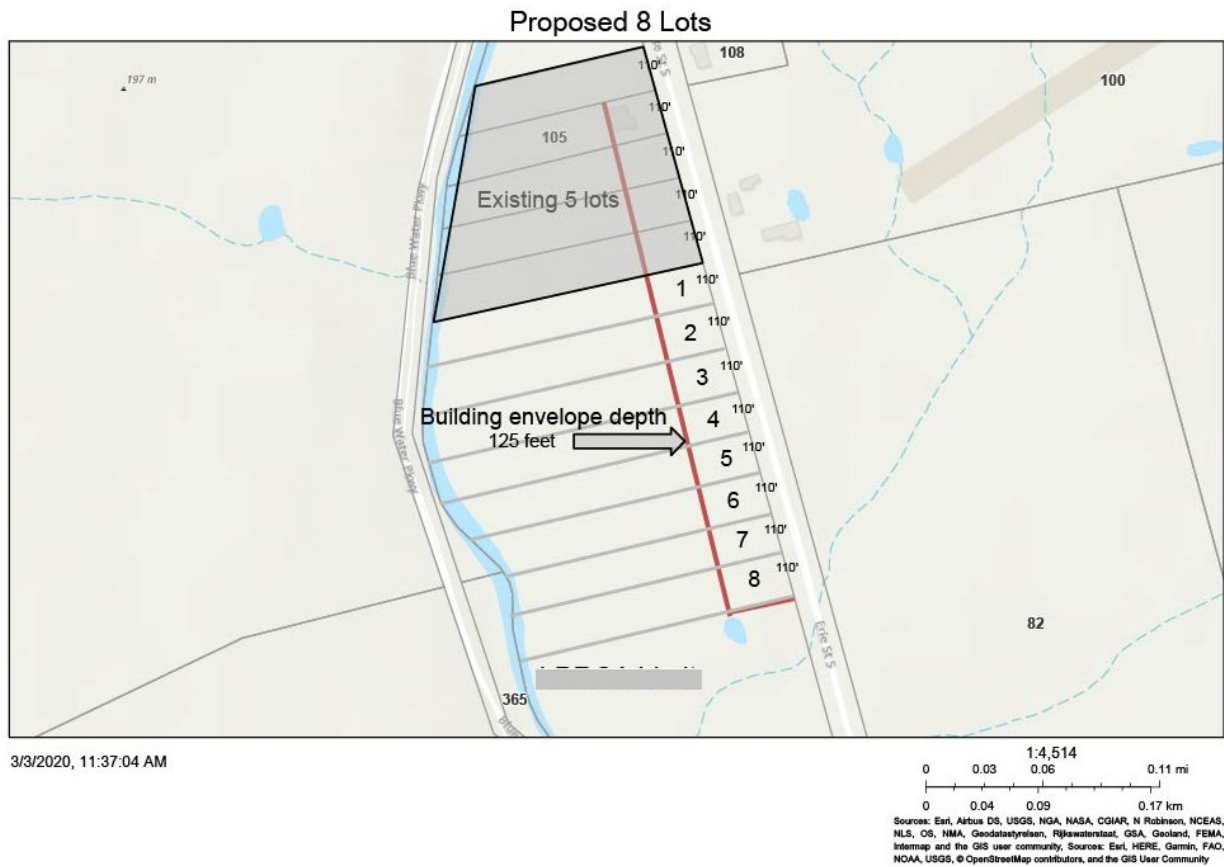 Proposed 8 Lots
197 m
108
100
110'
110'
105
110'
Existing 5 lots
110'
110'
Blue Water Pkwy
1 110'
2 110'
3 110'
Building envelope depth
125 feet
4 110'
5 110'
6 110'
7 110'
8 110'
Blue Water Pkwy
Erie St S
82
365
3/3/2020, 11:37:04 AM
1:4,514
0 0.03 0.06 0.11 mi
0 0.04 0.09 0.17 km
Sources: Esri, Airbus DS, USGS, NGA, NASA, CGIAR, N Robinson, NCEAS,
NLS, OS, NMA, Geodatastyrelsen, Rijkswaterstaat, GSA, Geoland, FEMA,
Intermap and the GIS user community, Sources: Esri, HERE, Garmin, FAO,
NOAA, USGS, © OpenStreetMap contributors, and the GIS User Community